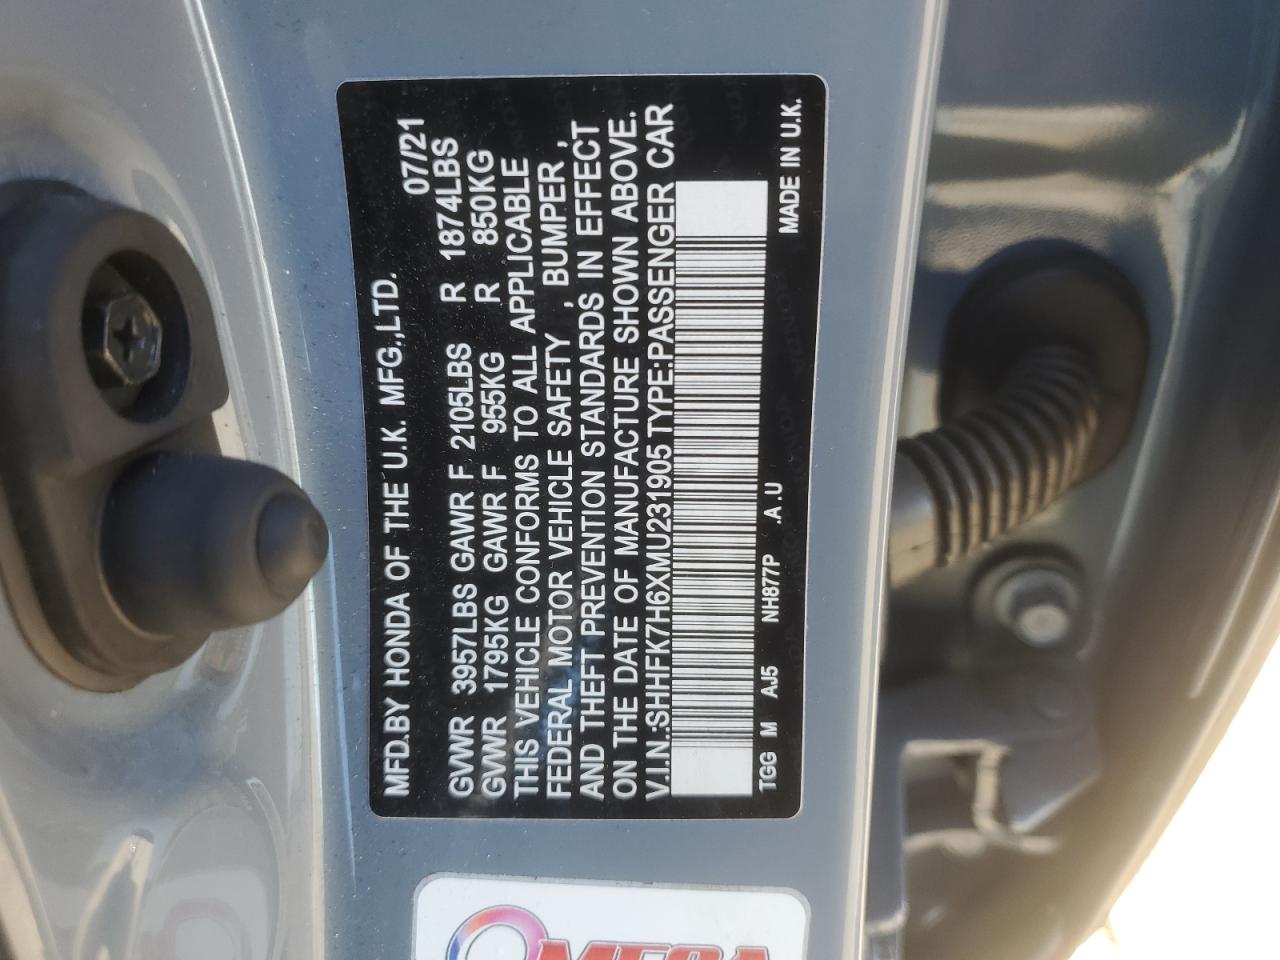 MFD.BY HONDA OF THE U.K. MFG.,LTD. 07/21
GVWR 3957LBS GAWR F 2105LBS R 1874LBS
GVWR 1795KG GAWR F 955KG R 850KG
THIS VEHICLE CONFORMS TO ALL APPLICABLE
FEDERAL MOTOR VEHICLE SAFETY , BUMPER ,
AND THEFT PREVENTION STANDARDS IN EFFECT
ON THE DATE OF MANUFACTURE SHOWN ABOVE.
V.I.N.:SHHFK7H6XMU231905 TYPE:PASSENGER CAR
TGG M AJ5 NH877P .A.U MADE IN U.K.
OMEGA